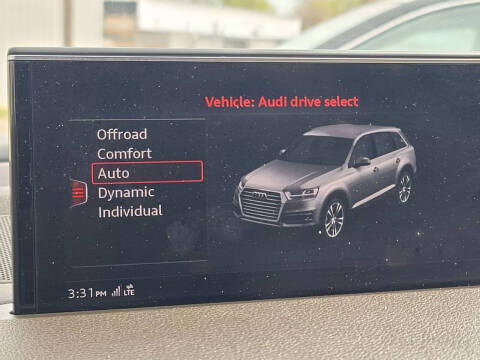 Vehicle: Audi drive select
Offroad
Comfort
Auto
Dynamic
Individual
3:31 PM LTE